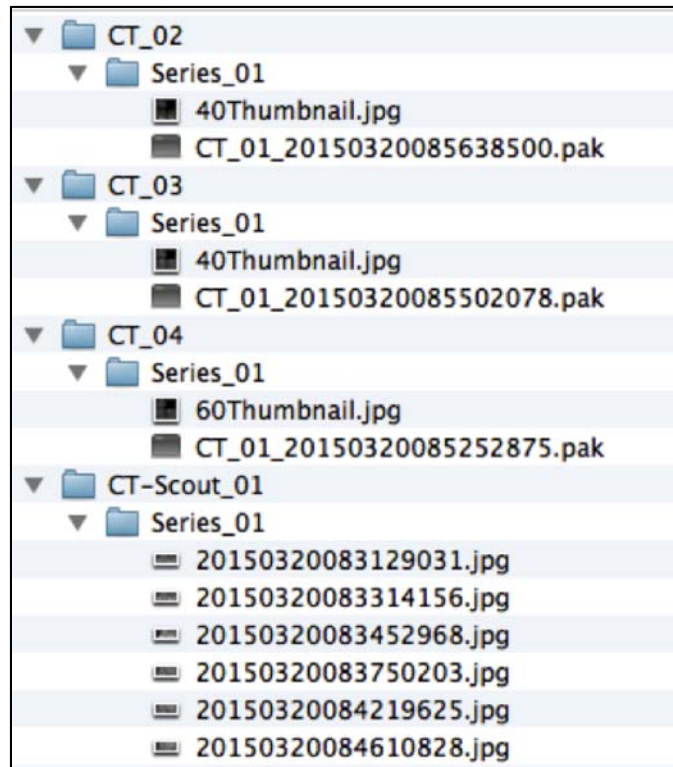 CT_02
Series_01
40Thumbnail.jpg
CT_01_20150320085638500.pak
CT_03
Series_01
40Thumbnail.jpg
CT_01_20150320085502078.pak
CT_04
Series_01
60Thumbnail.jpg
CT_01_20150320085252875.pak
CT-Scout_01
Series_01
20150320083129031.jpg
20150320083314156.jpg
20150320083452968.jpg
20150320083750203.jpg
20150320084219625.jpg
20150320084610828.jpg